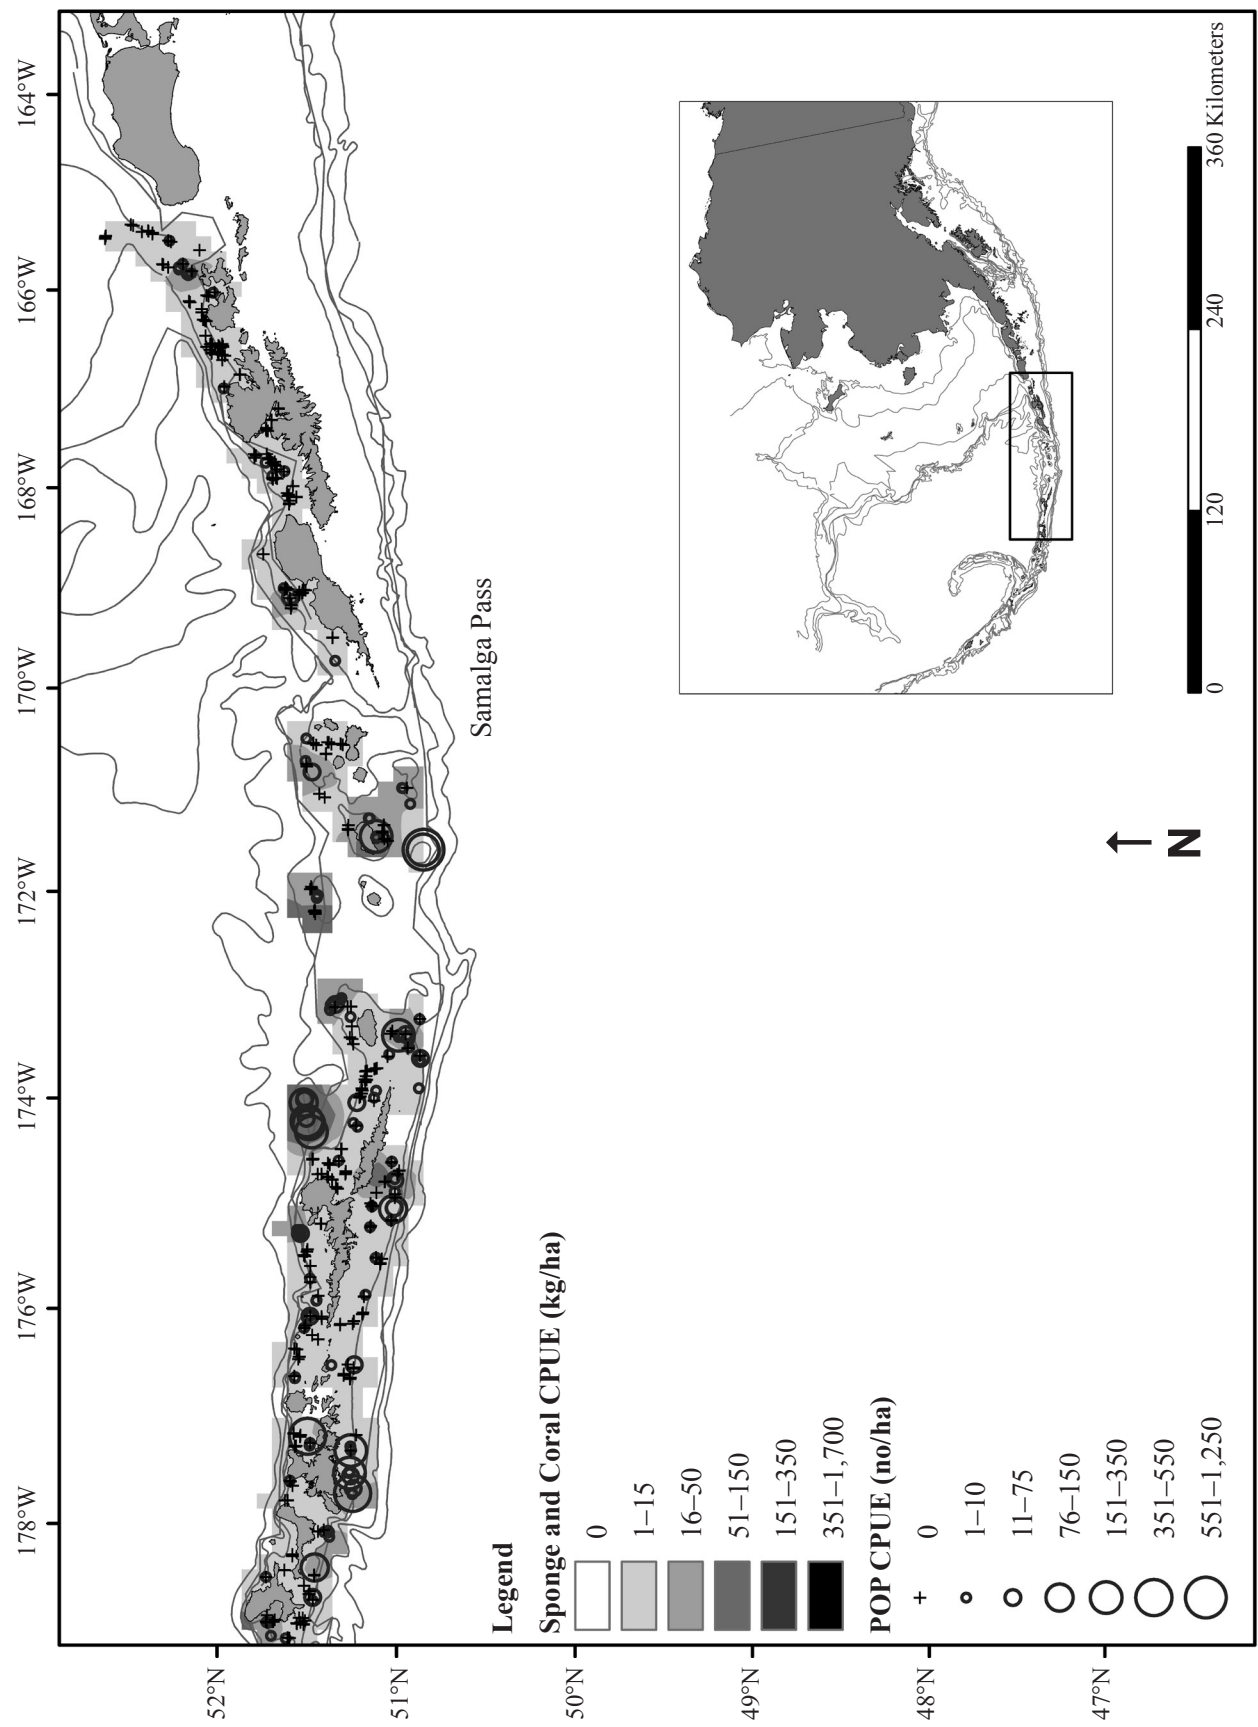 178°W
176°W
174°W
172°W
170°W
168°W
166°W
164°W
52°N
51°N
50°N
49°N
48°N
47°N
Samalga Pass
Legend
Sponge and Coral CPUE (kg/ha)
0
1–15
16–50
51–150
151–350
351–1,700
POP CPUE (no/ha)
0
1–10
11–75
76–150
151–350
351–550
551–1,250
N
0
120
240
360 Kilometers